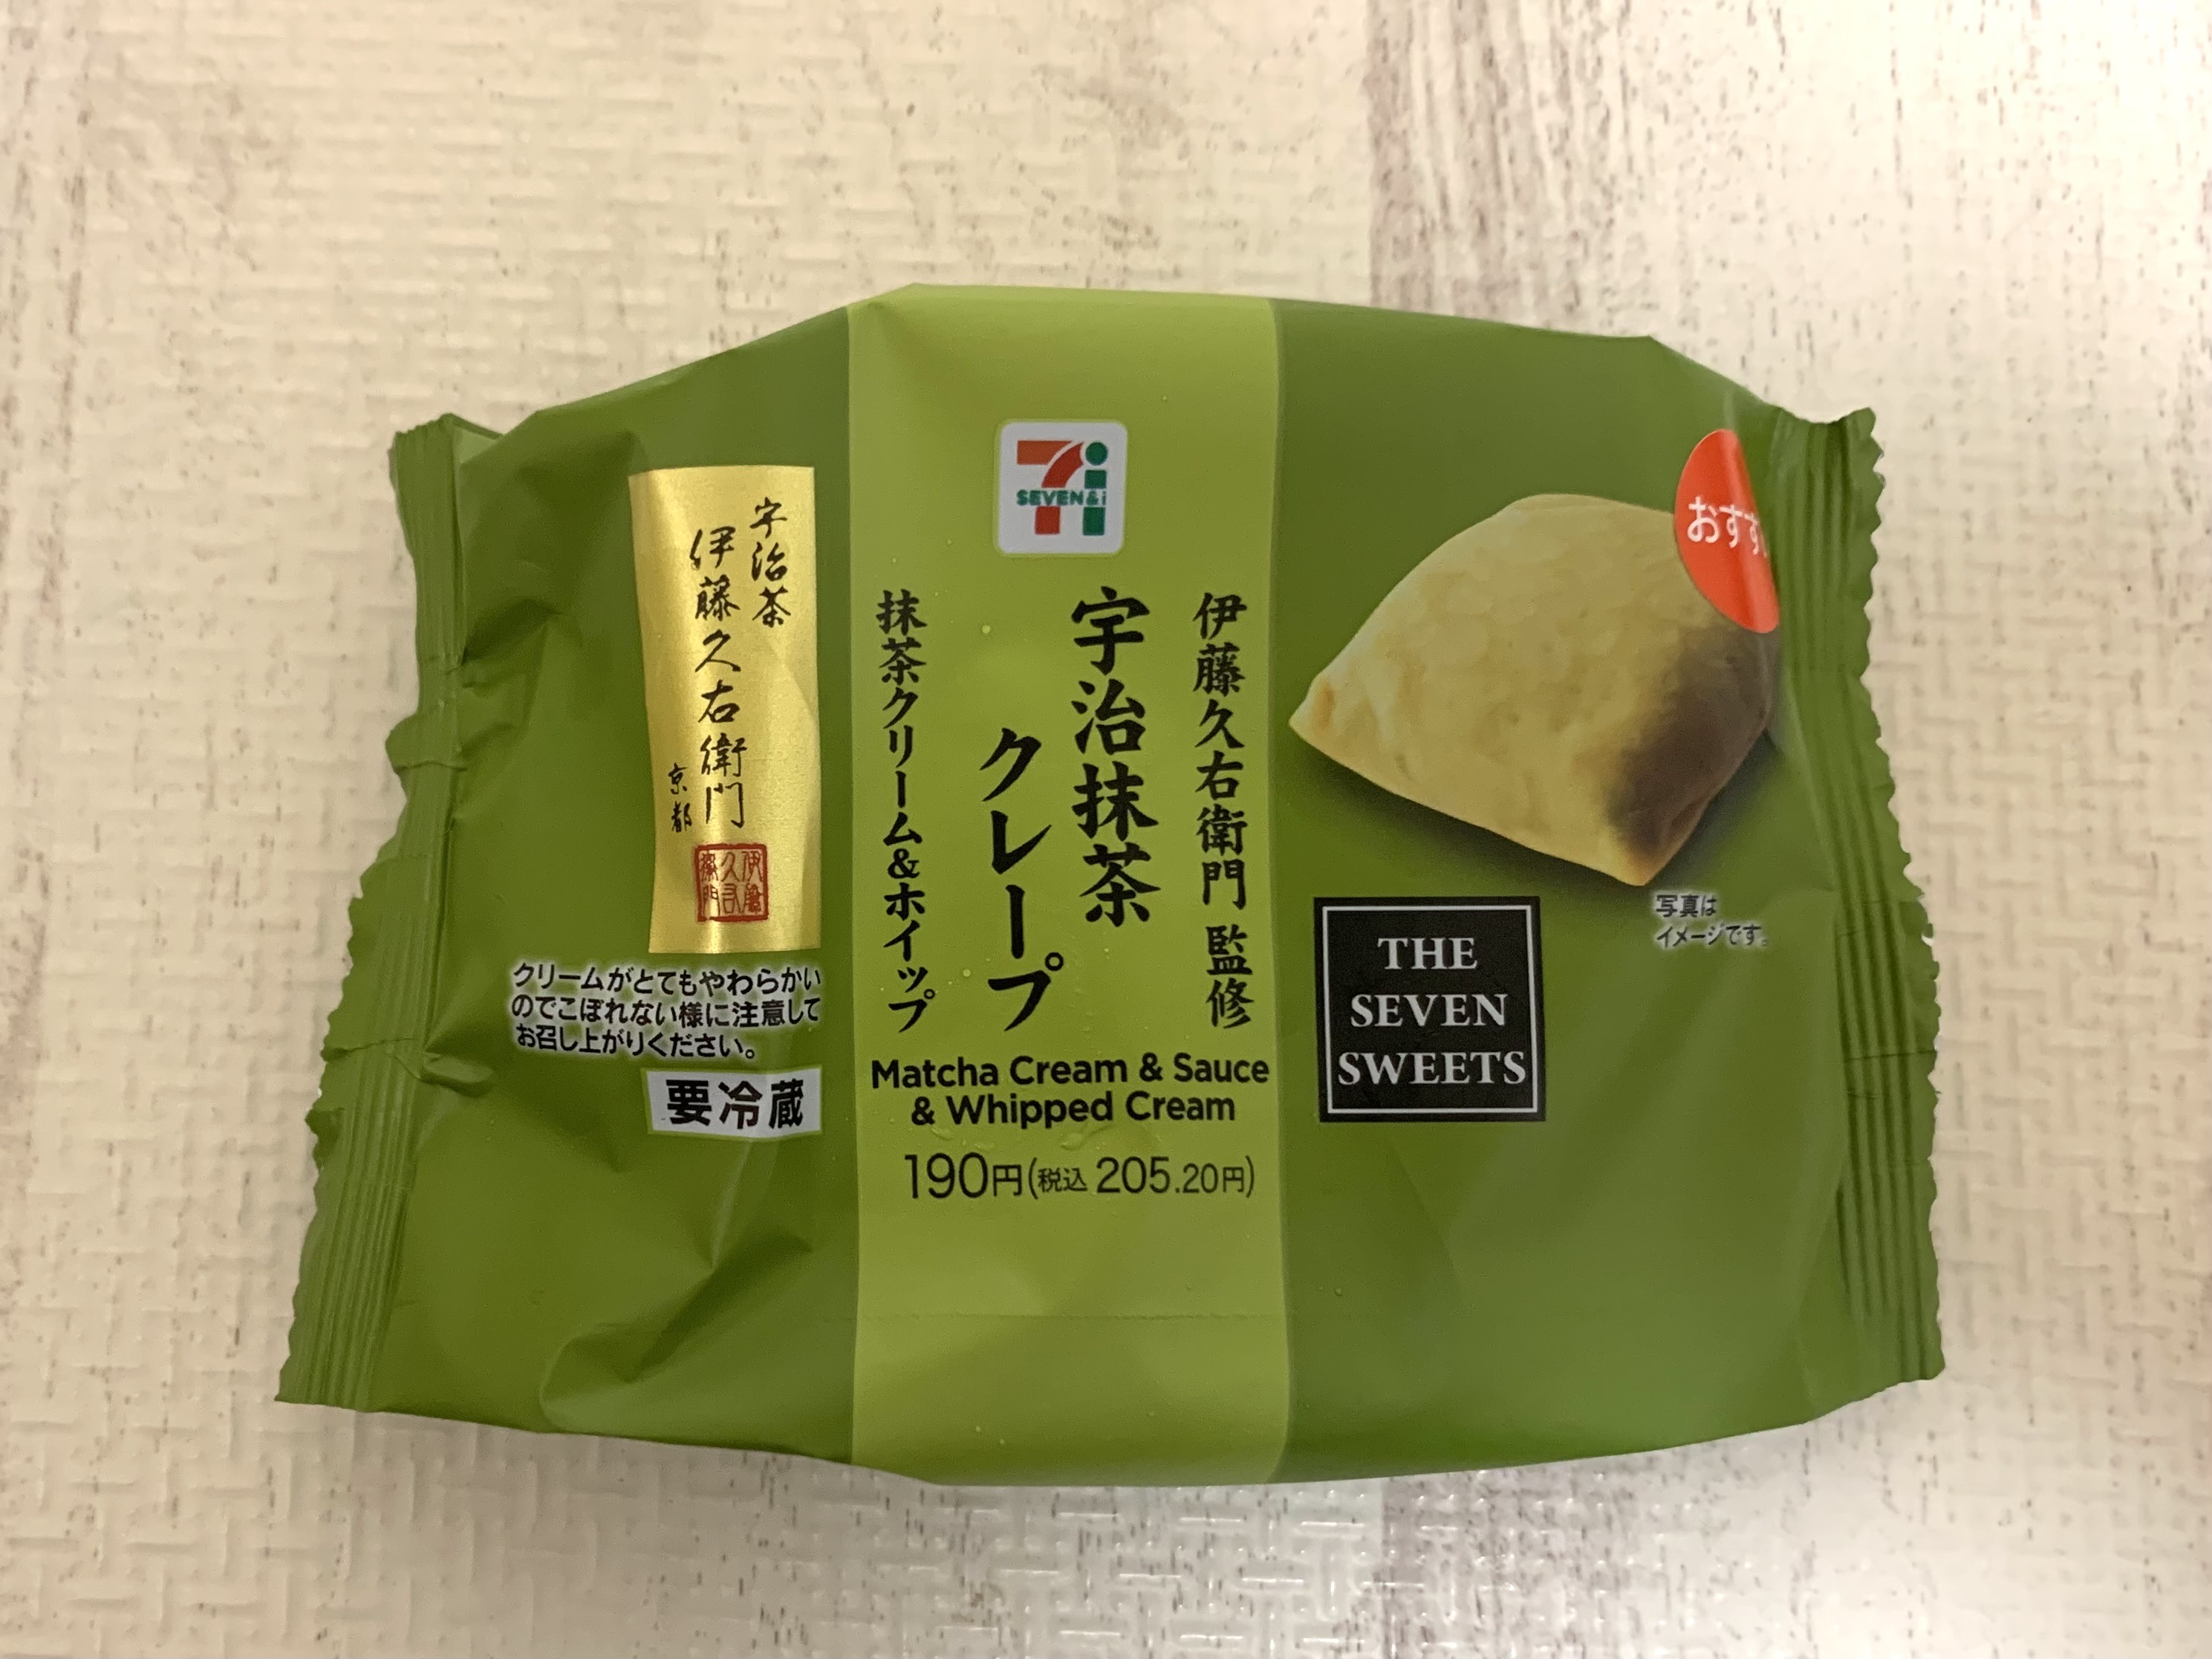 SEVEN&i
伊藤久右衛門 監修
宇治抹茶
クレープ
抹茶クリーム&ホイップ
Matcha Cream & Sauce
& Whipped Cream
190円(税込 205.20円)
宇治茶
伊藤久右衛門
京都
クリームがとてもやわらかい
のでこぼれない様に注意して
お召し上がりください。
要冷蔵
おすす
写真は
イメージです。
THE
SEVEN
SWEETS